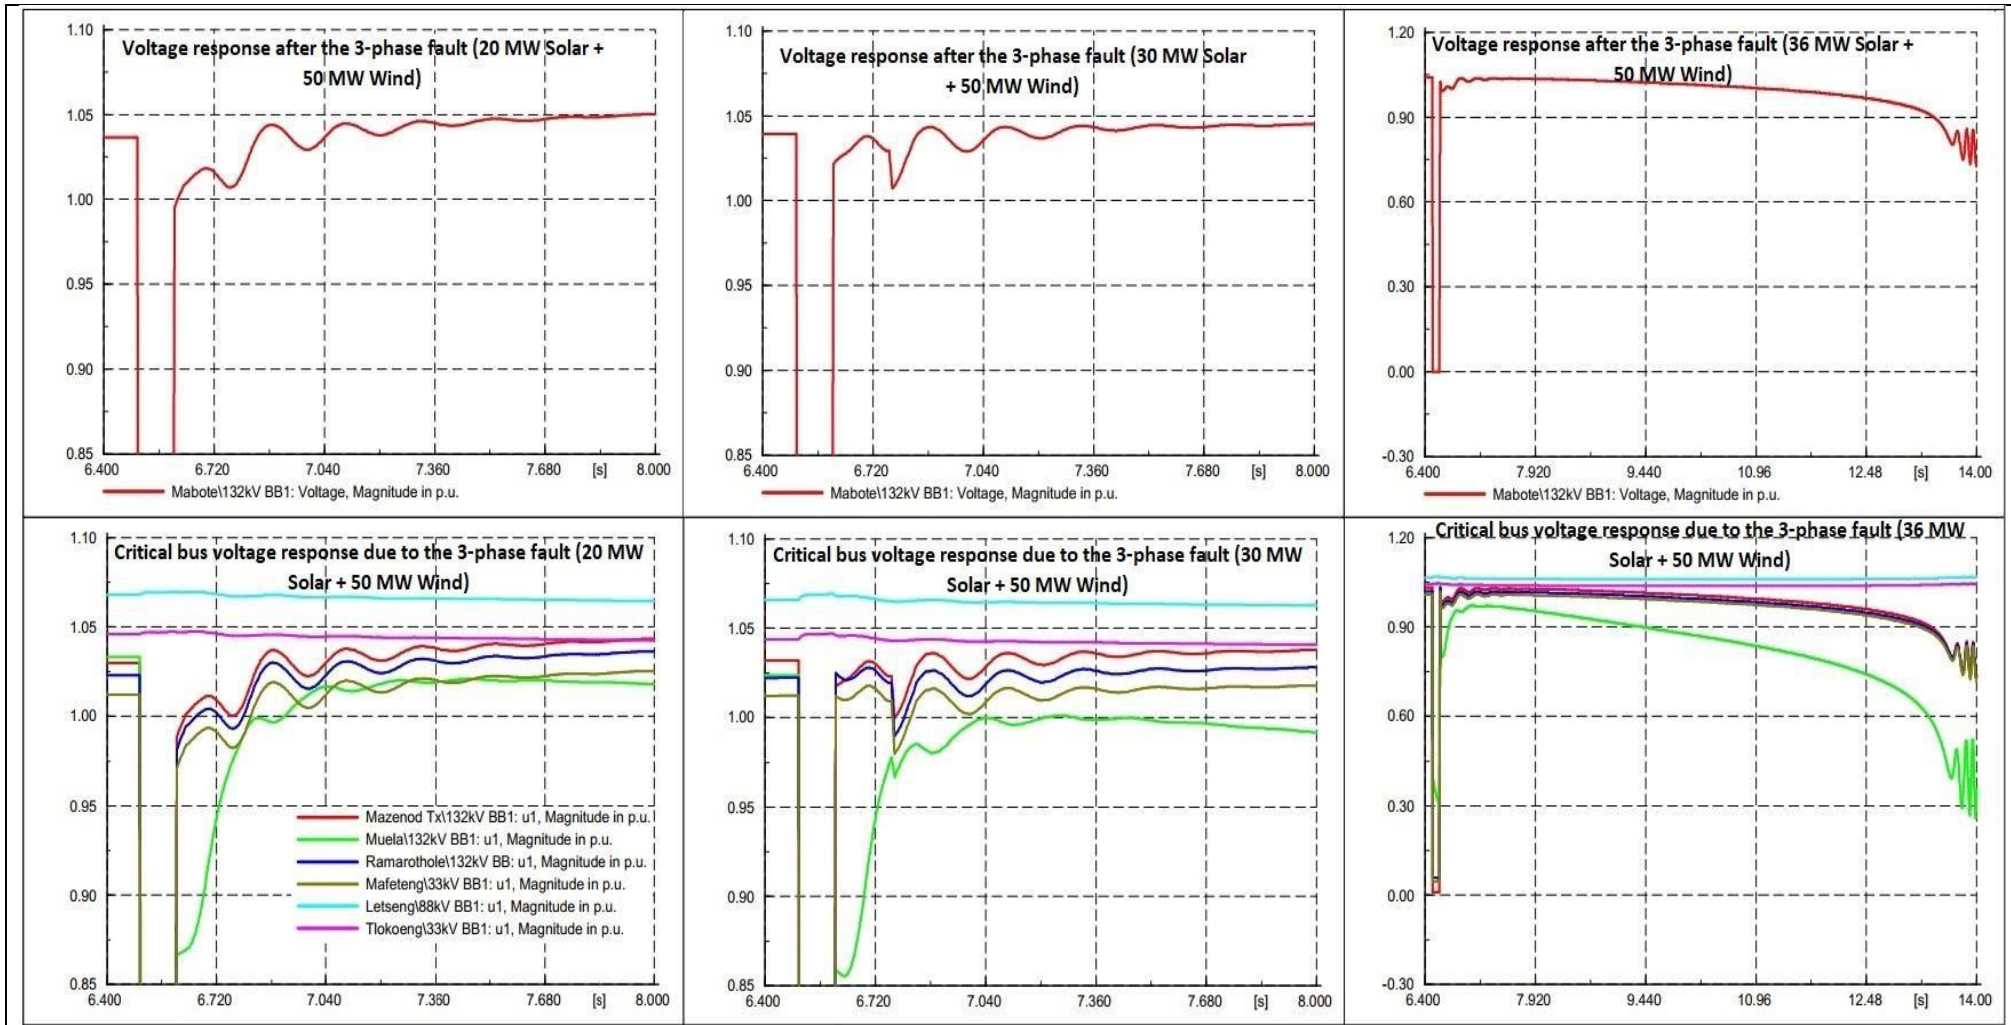 Voltage response after the 3-phase fault (20 MW Solar +
50 MW Wind)
1.10
1.05
1.00
0.95
0.90
0.85
6.400 6.720 7.040 7.360 7.680 [s] 8.000
Mabote\132kV BB1: Voltage, Magnitude in p.u.
Voltage response after the 3-phase fault (30 MW Solar
+ 50 MW Wind)
1.10
1.05
1.00
0.95
0.90
0.85
6.400 6.720 7.040 7.360 7.680 [s] 8.000
Mabote\132kV BB1: Voltage, Magnitude in p.u.
Voltage response after the 3-phase fault (36 MW Solar +
50 MW Wind)
1.20
0.90
0.60
0.30
0.00
-0.30
6.400 7.920 9.440 10.96 12.48 [s] 14.00
Mabote\132kV BB1: Voltage, Magnitude in p.u.
Critical bus voltage response due to the 3-phase fault (20 MW
Solar + 50 MW Wind)
1.10
1.05
1.00
0.95
0.90
0.85
Mazenod Tx\132kV BB1: u1, Magnitude in p.u.
Muela\132kV BB1: u1, Magnitude in p.u.
Ramarothole\132kV BB: u1, Magnitude in p.u.
Mafeteng\33kV BB1: u1, Magnitude in p.u.
Letseng\88kV BB1: u1, Magnitude in p.u.
Tlokoeng\33kV BB1: u1, Magnitude in p.u.
6.400 6.720 7.040 7.360 7.680 [s] 8.000
Critical bus voltage response due to the 3-phase fault (30 MW
Solar + 50 MW Wind)
1.10
1.05
1.00
0.95
0.90
0.85
6.400 6.720 7.040 7.360 7.680 [s] 8.000
Critical bus voltage response due to the 3-phase fault (36 MW
Solar + 50 MW Wind)
1.20
0.90
0.60
0.30
0.00
-0.30
6.400 7.920 9.440 10.96 12.48 [s] 14.00